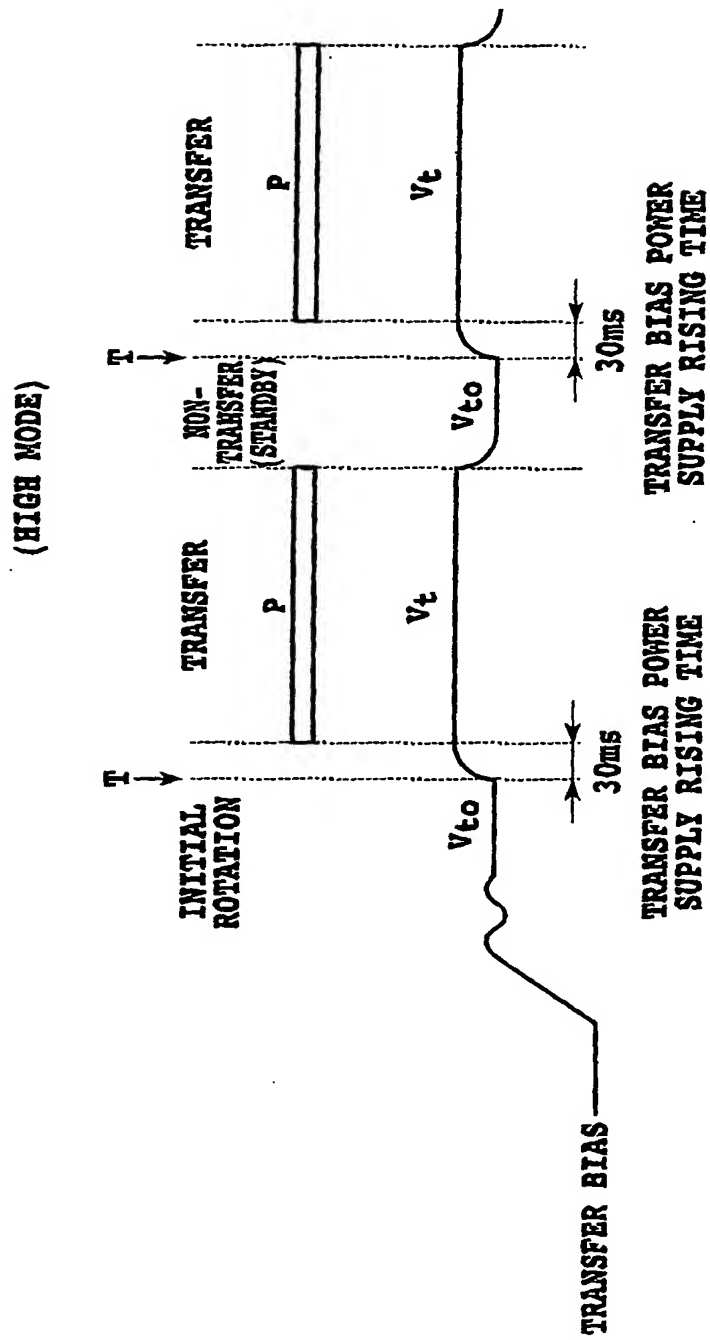 (HIGH MODE)
INITIAL
ROTATION
T
TRANSFER
NON-
TRANSFER
(STANDBY)
T
TRANSFER
P
P
TRANSFER BIAS
Vto
Vt
Vto
Vt
30ms
30ms
TRANSFER BIAS POWER
SUPPLY RISING TIME
TRANSFER BIAS POWER
SUPPLY RISING TIME